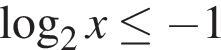 log₂ x ≤ −1